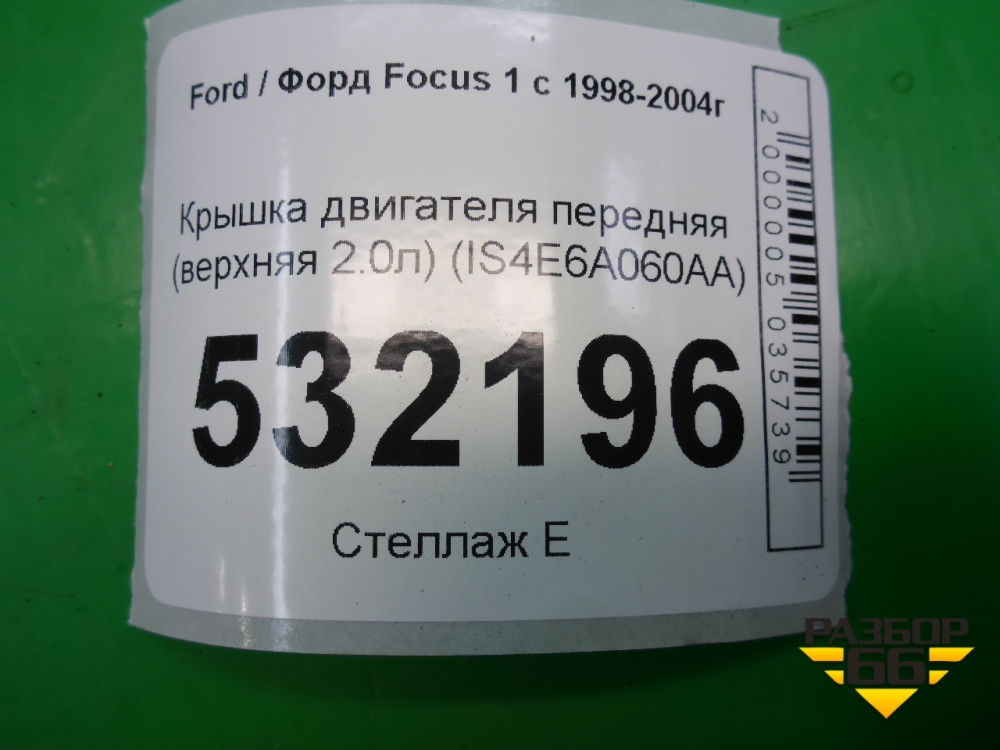 Ford / Форд Focus 1 с 1998-2004г
Крышка двигателя передняя
(верхняя 2.0л) (IS4E6A060AA)
532196
Стеллаж Е
2000005035739
РАЗБОР
66